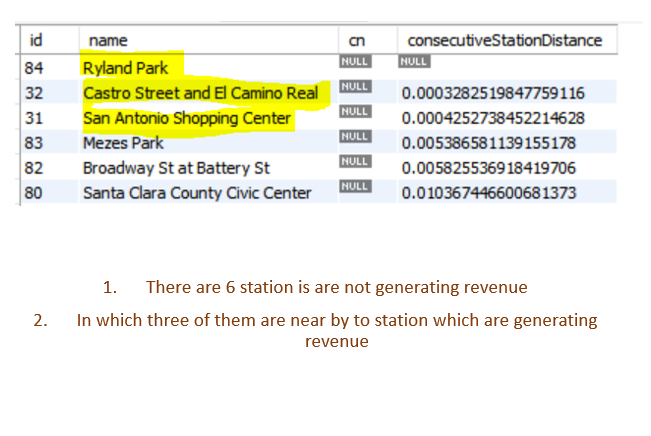 id name cn consecutiveStationDistance
84 Ryland Park NULL NULL
32 Castro Street and El Camino Real NULL 0.0003282519847759116
31 San Antonio Shopping Center NULL 0.0004252738452214628
83 Mezes Park NULL 0.005386581139155178
82 Broadway St at Battery St NULL 0.005825536918419706
80 Santa Clara County Civic Center NULL 0.010367446600681373
1. There are 6 station is are not generating revenue
2. In which three of them are near by to station which are generating
revenue